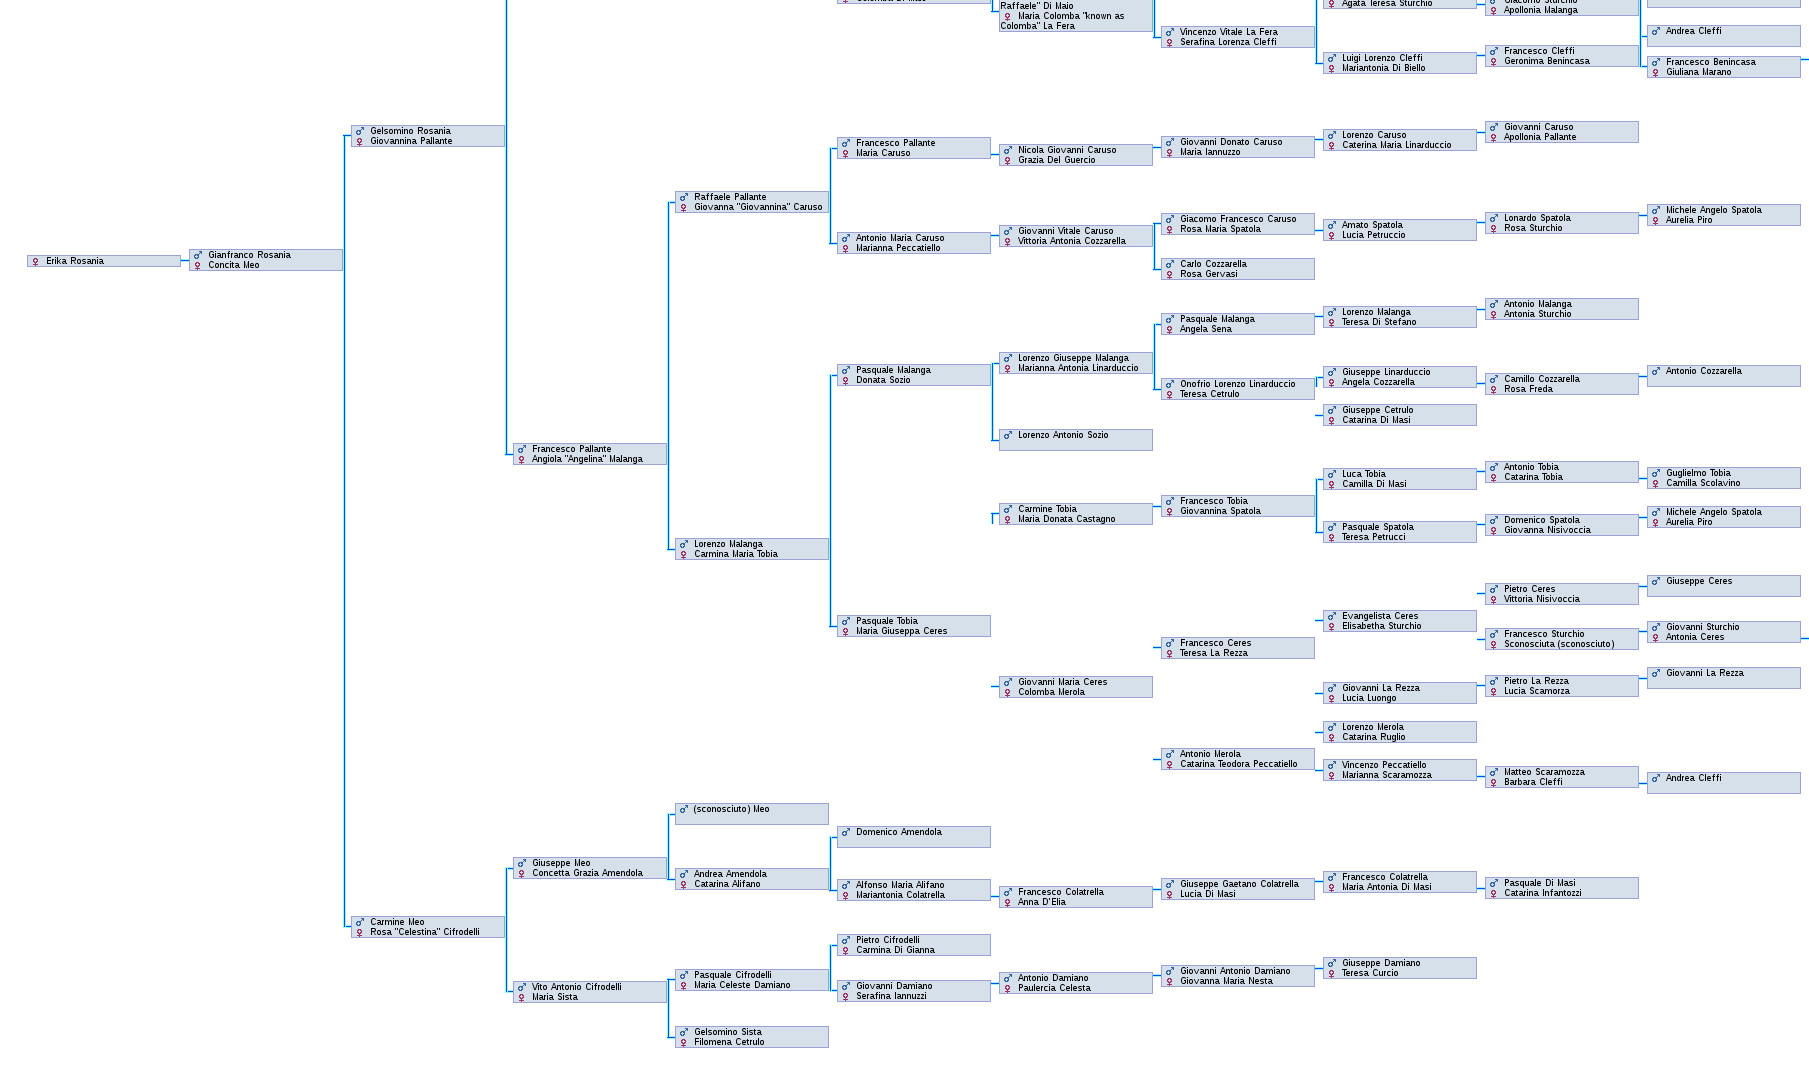 Raffaele" Di Maio
Maria Colomba "known as
Colomba" La Fera
Agata Teresa Sturchio
Giacomo Sturchio
Apollonia Malanga
Vincenzo Vitale La Fera
Serafina Lorenza Cleffi
Luigi Lorenzo Cleffi
Mariantonia Di Biello
Francesco Cleffi
Geronima Benincasa
Andrea Cleffi
Francesco Benincasa
Giuliana Marano
Gelsomino Rosania
Giovannina Pallante
Francesco Pallante
Maria Caruso
Nicola Giovanni Caruso
Grazia Del Guercio
Giovanni Donato Caruso
Maria Iannuzzo
Lorenzo Caruso
Caterina Maria Linarduccio
Giovanni Caruso
Apollonia Pallante
Raffaele Pallante
Giovanna "Giovannina" Caruso
Antonio Maria Caruso
Marianna Peccatiello
Giovanni Vitale Caruso
Vittoria Antonia Cozzarella
Giacomo Francesco Caruso
Rosa Maria Spatola
Amato Spatola
Lucia Petruccio
Lonardo Spatola
Rosa Sturchio
Michele Angelo Spatola
Aurelia Piro
Carlo Cozzarella
Rosa Gervasi
Erika Rosania
Gianfranco Rosania
Concita Meo
Pasquale Malanga
Angela Sena
Lorenzo Malanga
Teresa Di Stefano
Antonio Malanga
Antonia Sturchio
Pasquale Malanga
Donata Sozio
Lorenzo Giuseppe Malanga
Marianna Antonia Linarduccio
Onofrio Lorenzo Linarduccio
Teresa Cetrulo
Giuseppe Linarduccio
Angela Cozzarella
Camillo Cozzarella
Rosa Freda
Antonio Cozzarella
Giuseppe Cetrulo
Catarina Di Masi
Lorenzo Antonio Sozio
Francesco Pallante
Angiola "Angelina" Malanga
Carmine Tobia
Maria Donata Castagno
Francesco Tobia
Giovannina Spatola
Luca Tobia
Camilla Di Masi
Antonio Tobia
Catarina Tobia
Guglielmo Tobia
Camilla Scolavino
Pasquale Spatola
Teresa Petrucci
Domenico Spatola
Giovanna Nisivoccia
Michele Angelo Spatola
Aurelia Piro
Lorenzo Malanga
Carmina Maria Tobia
Pasquale Tobia
Maria Giuseppa Ceres
Giovanni Maria Ceres
Colomba Merola
Francesco Ceres
Teresa La Rezza
Evangelista Ceres
Elisabetha Sturchio
Pietro Ceres
Vittoria Nisivoccia
Giuseppe Ceres
Francesco Sturchio
Sconosciuta (sconosciuto)
Giovanni Sturchio
Antonia Ceres
Giovanni La Rezza
Lucia Luongo
Pietro La Rezza
Lucia Scamorza
Giovanni La Rezza
Lorenzo Merola
Catarina Ruglio
Antonio Merola
Catarina Teodora Peccatiello
Vincenzo Peccatiello
Marianna Scaramozza
Matteo Scaramozza
Barbara Cleffi
Andrea Cleffi
(sconosciuto) Meo
Domenico Amendola
Giuseppe Meo
Concetta Grazia Amendola
Andrea Amendola
Catarina Alifano
Alfonso Maria Alifano
Mariantonia Colatrella
Francesco Colatrella
Anna D'Elia
Giuseppe Gaetano Colatrella
Lucia Di Masi
Francesco Colatrella
Maria Antonia Di Masi
Pasquale Di Masi
Catarina Infantozzi
Carmine Meo
Rosa "Celestina" Cifrodelli
Pietro Cifrodelli
Carmina Di Gianna
Vito Antonio Cifrodelli
Maria Sista
Pasquale Cifrodelli
Maria Celeste Damiano
Giovanni Damiano
Serafina Iannuzzi
Antonio Damiano
Paulercia Celesta
Giovanni Antonio Damiano
Giovanna Maria Nesta
Giuseppe Damiano
Teresa Curcio
Gelsomino Sista
Filomena Cetrulo